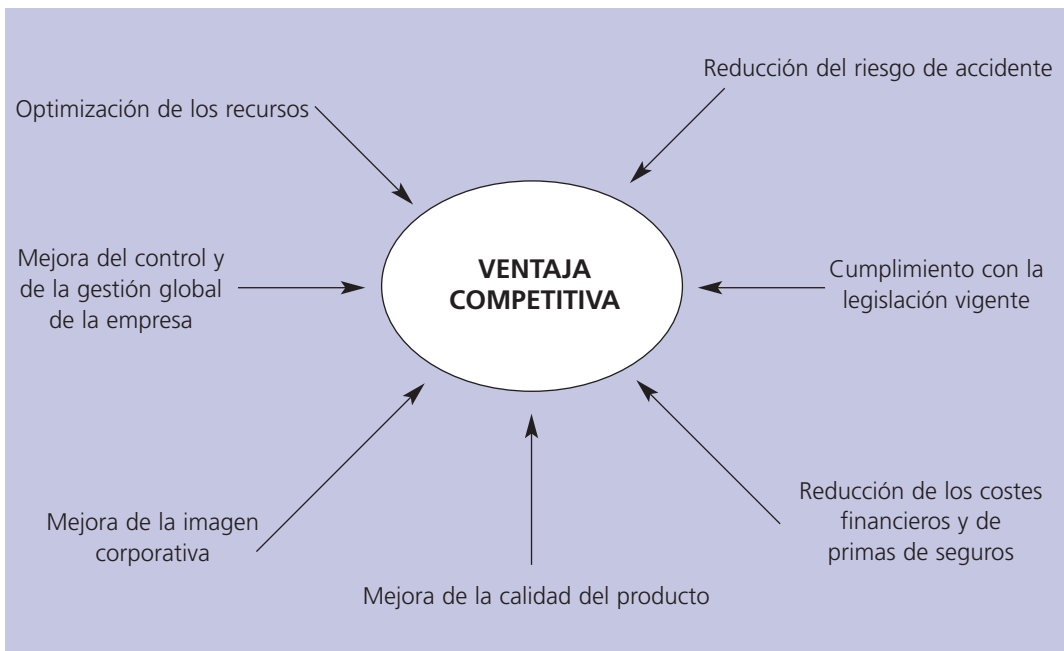 Reducción del riesgo de accidente
Optimización de los recursos
Mejora del control y
de la gestión global
de la empresa
VENTAJA
COMPETITIVA
Cumplimiento con la
legislación vigente
Mejora de la imagen
corporativa
Reducción de los costes
financieros y de
primas de seguros
Mejora de la calidad del producto